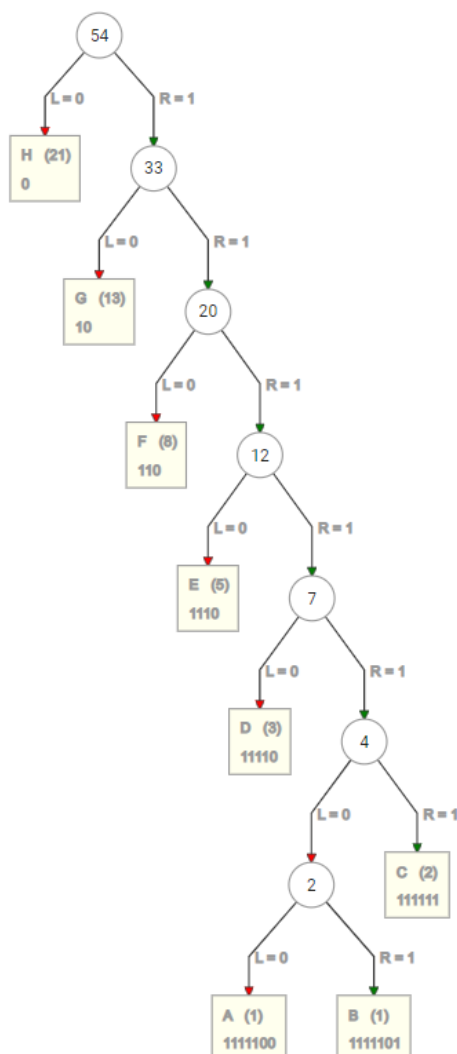 54
L = 0
R = 1
H (21)
0
33
L = 0
R = 1
G (13)
10
20
L = 0
R = 1
F (8)
110
12
L = 0
R = 1
E (5)
1110
7
L = 0
R = 1
D (3)
11110
4
L = 0
R = 1
C (2)
111111
2
L = 0
R = 1
A (1)
1111100
B (1)
1111101